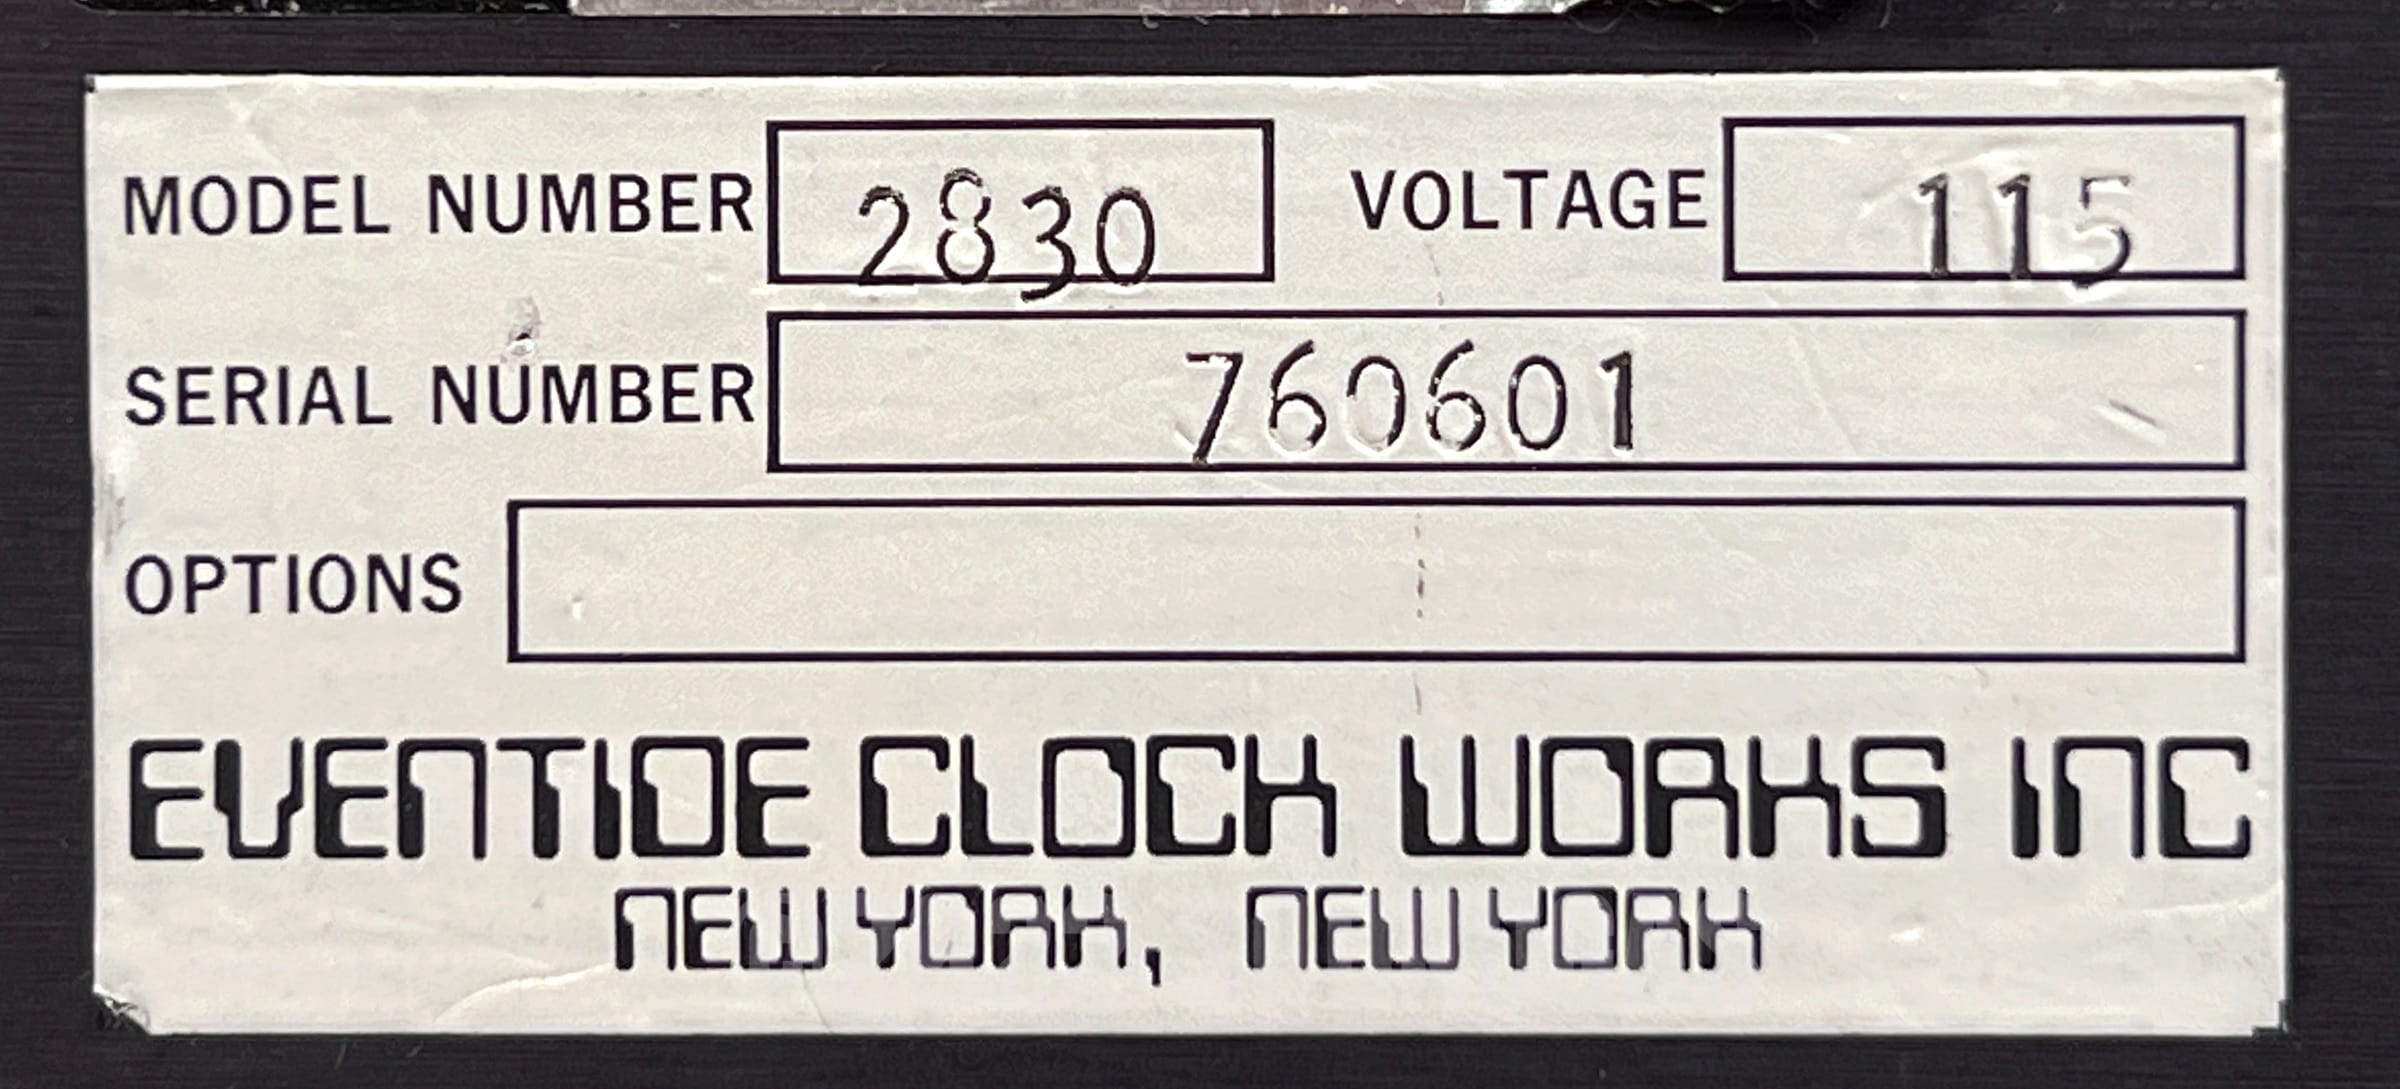 MODEL NUMBER 2830 VOLTAGE 115
SERIAL NUMBER 760601
OPTIONS
EVENTIDE CLOCK WORKS INC
NEW YORK, NEW YORK